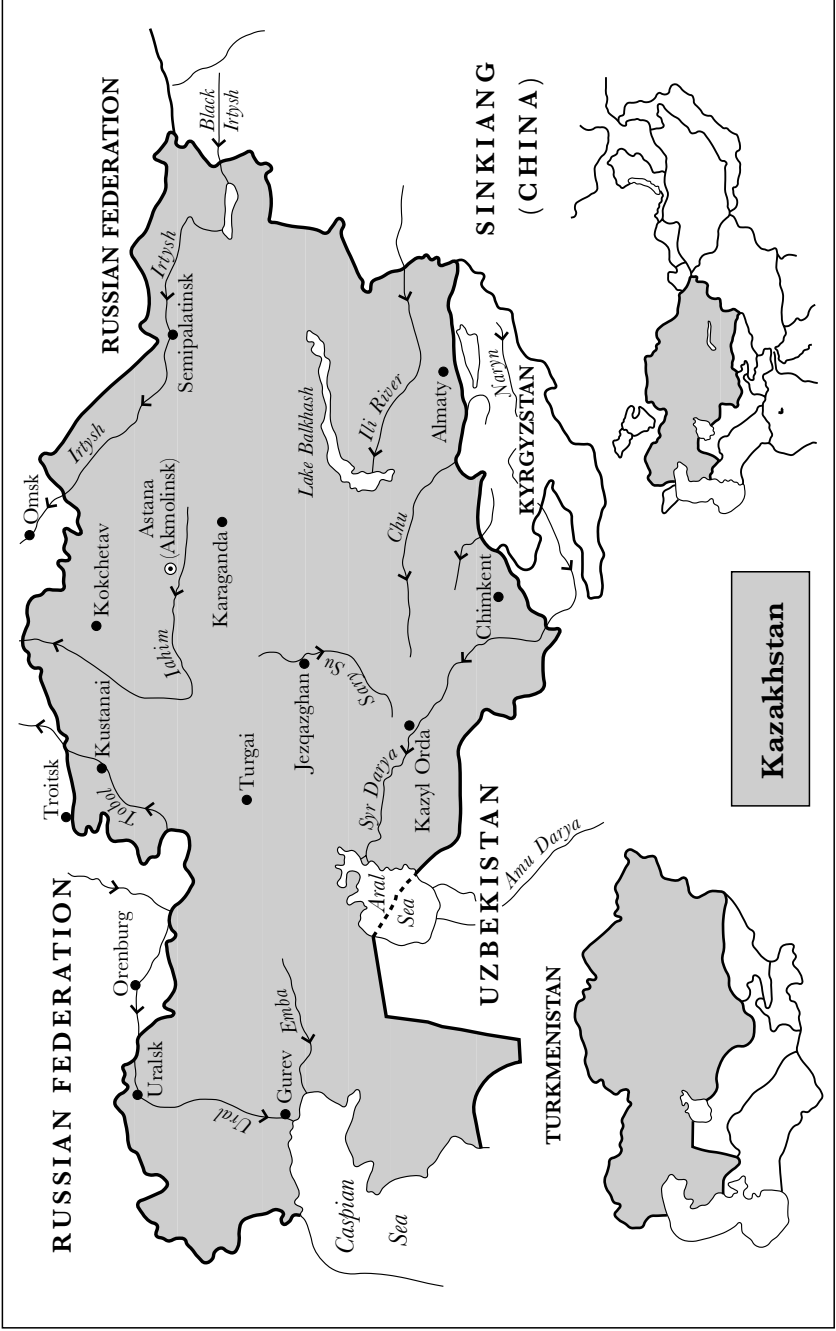 Omsk
Troitsk
RUSSIAN FEDERATION
Kustanai
Kokchetav
Irtysh
RUSSIAN FEDERATION
Orenburg
Tobol
Astana
(Akmolinsk)
Irtysh
Uralsk
Iahim
Semipalatinsk
Black
Irtysh
Ural
Turgai
Karaganda
Gurev
Emba
Jezqazghan
Lake Balkhash
Caspian
Sea
Sary Su
Syr Darya
Ili River
Aral
Sea
Chu
Kazyl Orda
Almaty
UZBEKISTAN
Chimkent
Naryn
SINKIANG
(CHINA)
Amu Darya
KYRGYZSTAN
TURKMENISTAN
Kazakhstan